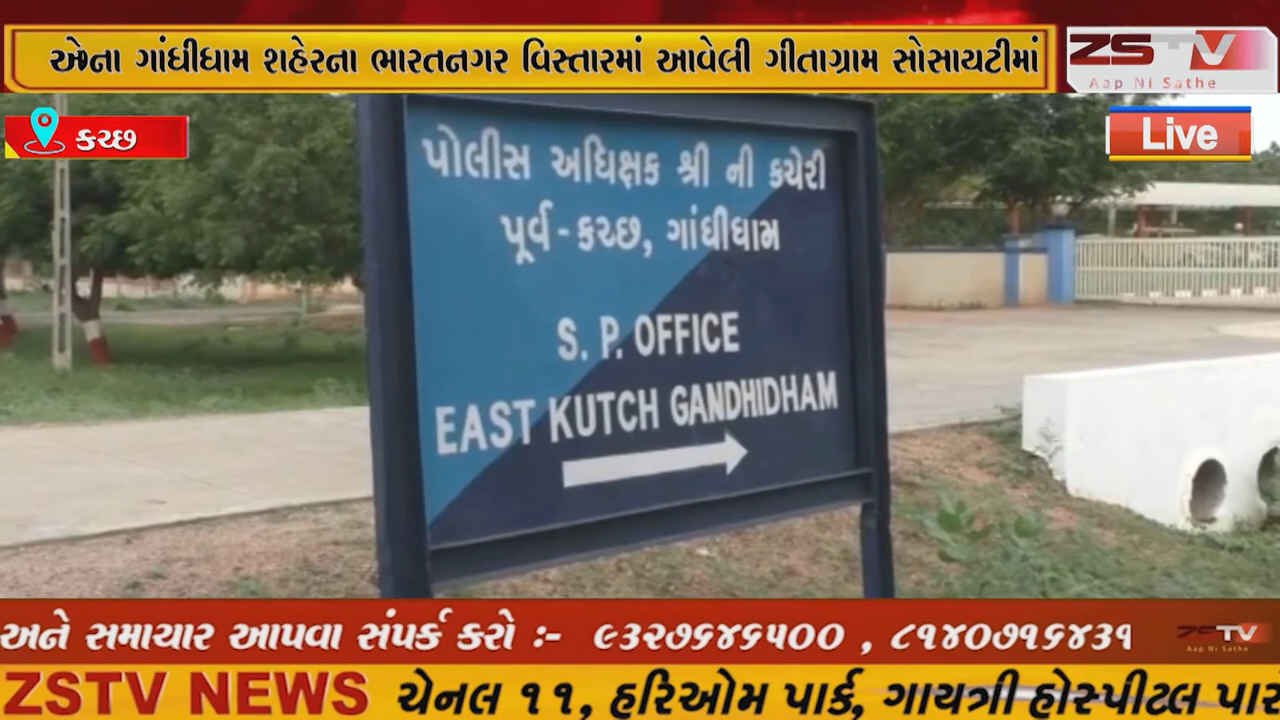 ગાંધીધામ શહેરના ભારતનગર વિસ્તારમાં આવેલી ગીતાગ્રામ સોસાયટીમાં
ZSTV
Aap Ni Sathe
કચ્છ
Live
પોલીસ અધિક્ષક શ્રી ની કચેરી
પૂર્વ-કચ્છ, ગાંધીધામ
S. P. OFFICE
EAST KUTCH GANDHIDHAM
અને સમાચાર આપવા સંપર્ક કરો :- ૯૩૨૭૬૪૬૫૦૦ , ૮૧૪૦૭૧૬૪૩૧
ZSTV
Aap Ni Sathe
ZSTV NEWS ચેનલ ૧૧, હરિઓમ પાર્ક, ગાયત્રી હોસ્પીટલ પાસે